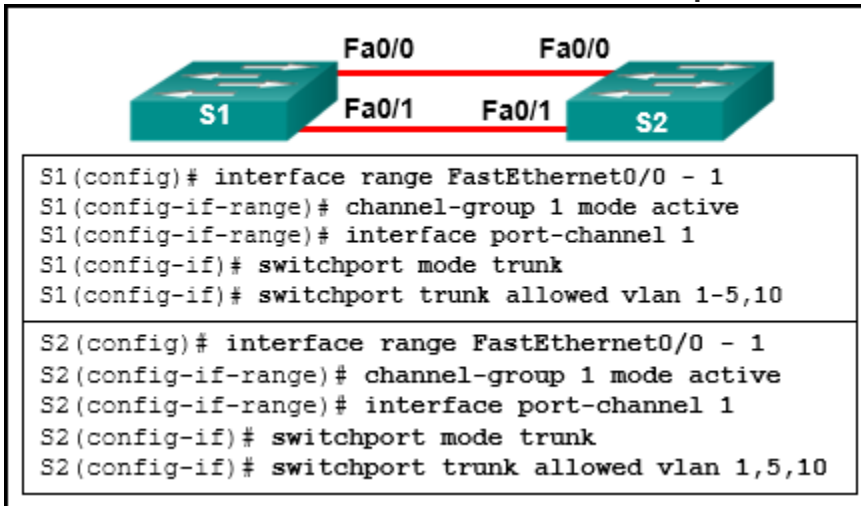 Fa0/0 Fa0/0
S1 Fa0/1 Fa0/1 S2
S1(config)# interface range FastEthernet0/0 - 1
S1(config-if-range)# channel-group 1 mode active
S1(config-if-range)# interface port-channel 1
S1(config-if)# switchport mode trunk
S1(config-if)# switchport trunk allowed vlan 1-5,10
S2(config)# interface range FastEthernet0/0 - 1
S2(config-if-range)# channel-group 1 mode active
S2(config-if-range)# interface port-channel 1
S2(config-if)# switchport mode trunk
S2(config-if)# switchport trunk allowed vlan 1,5,10